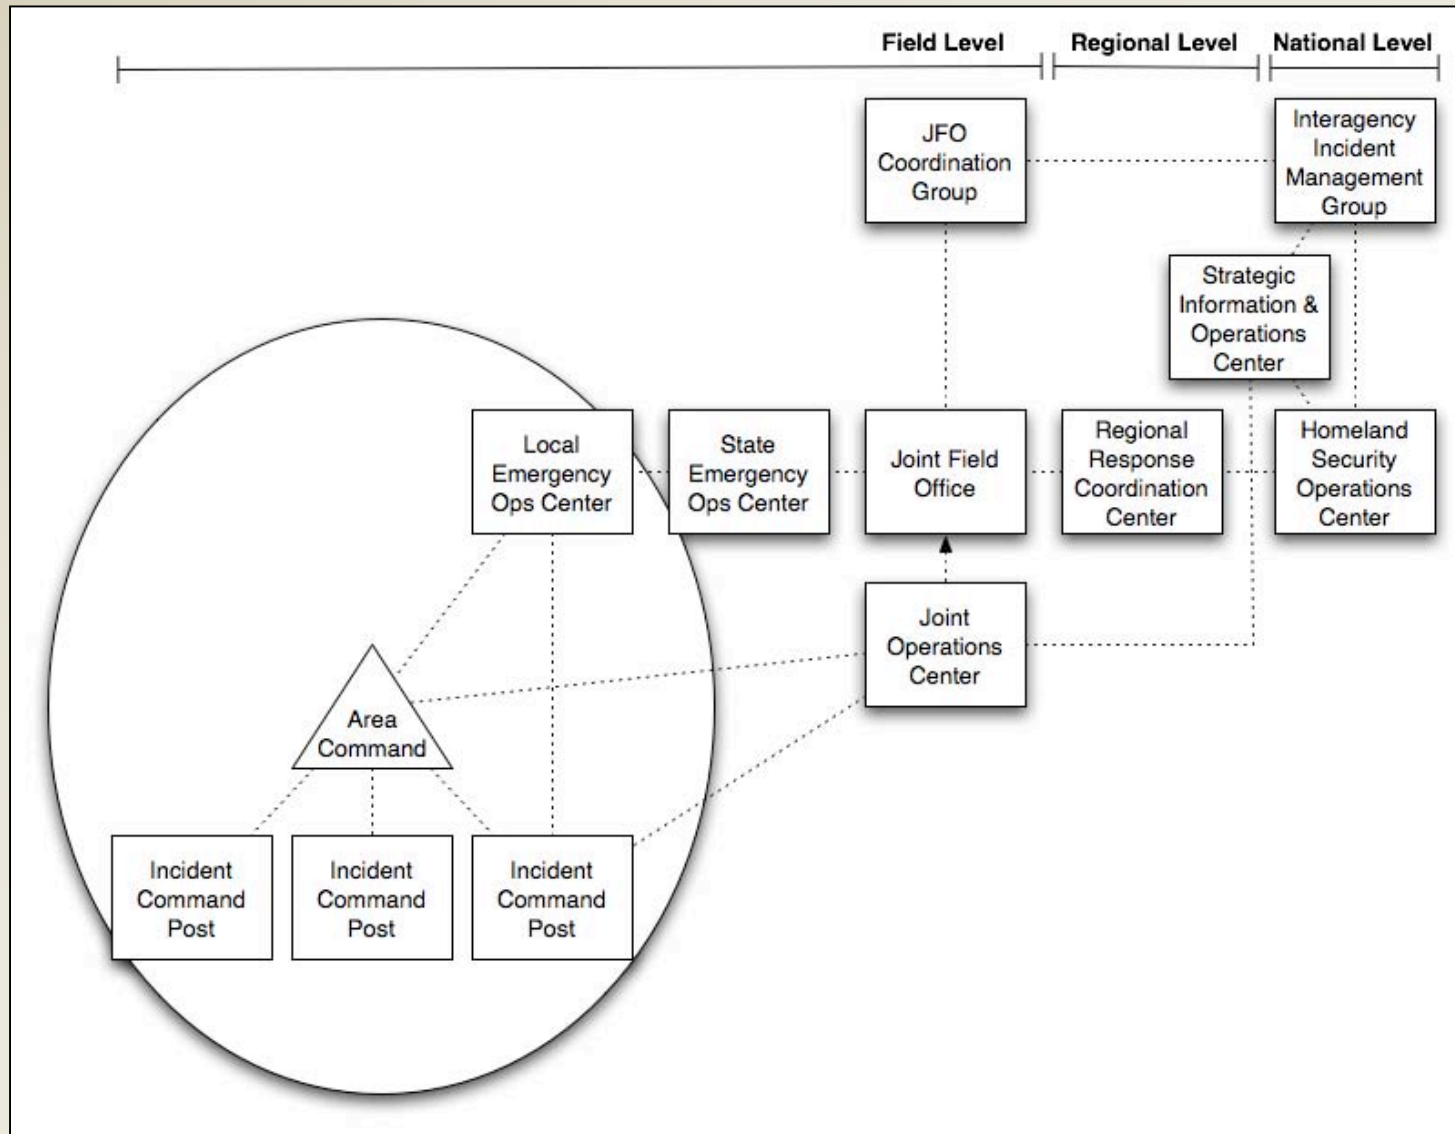 Field Level
Regional Level
National Level
JFO
Coordination
Group
Interagency
Incident
Management
Group
Strategic
Information &
Operations
Center
Local
Emergency
Ops Center
State
Emergency
Ops Center
Joint Field
Office
Regional
Response
Coordination
Center
Homeland
Security
Operations
Center
Joint
Operations
Center
Area
Command
Incident
Command
Post
Incident
Command
Post
Incident
Command
Post